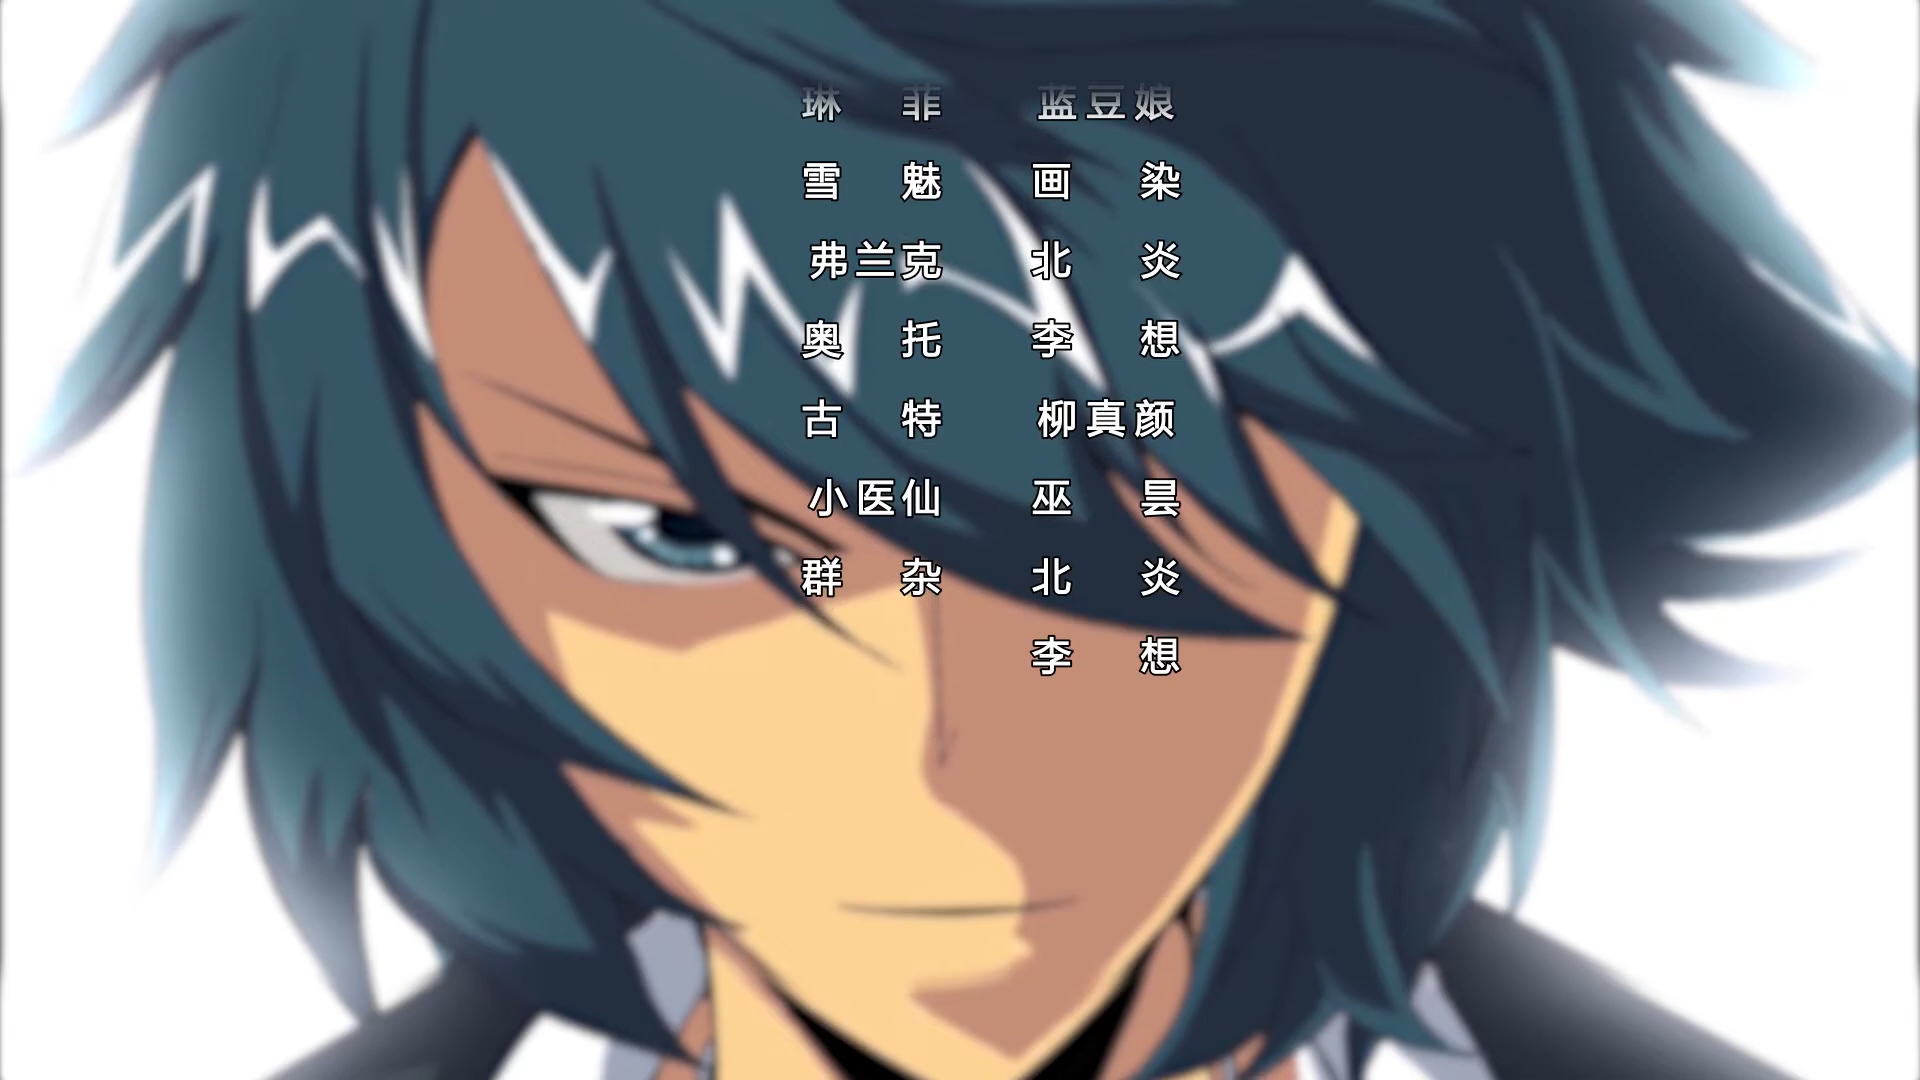 琳菲 蓝豆娘
雪魅 画染
弗兰克 北炎
奥托 李想
古特 柳真颜
小医仙 巫昙
群杂 北炎
李想